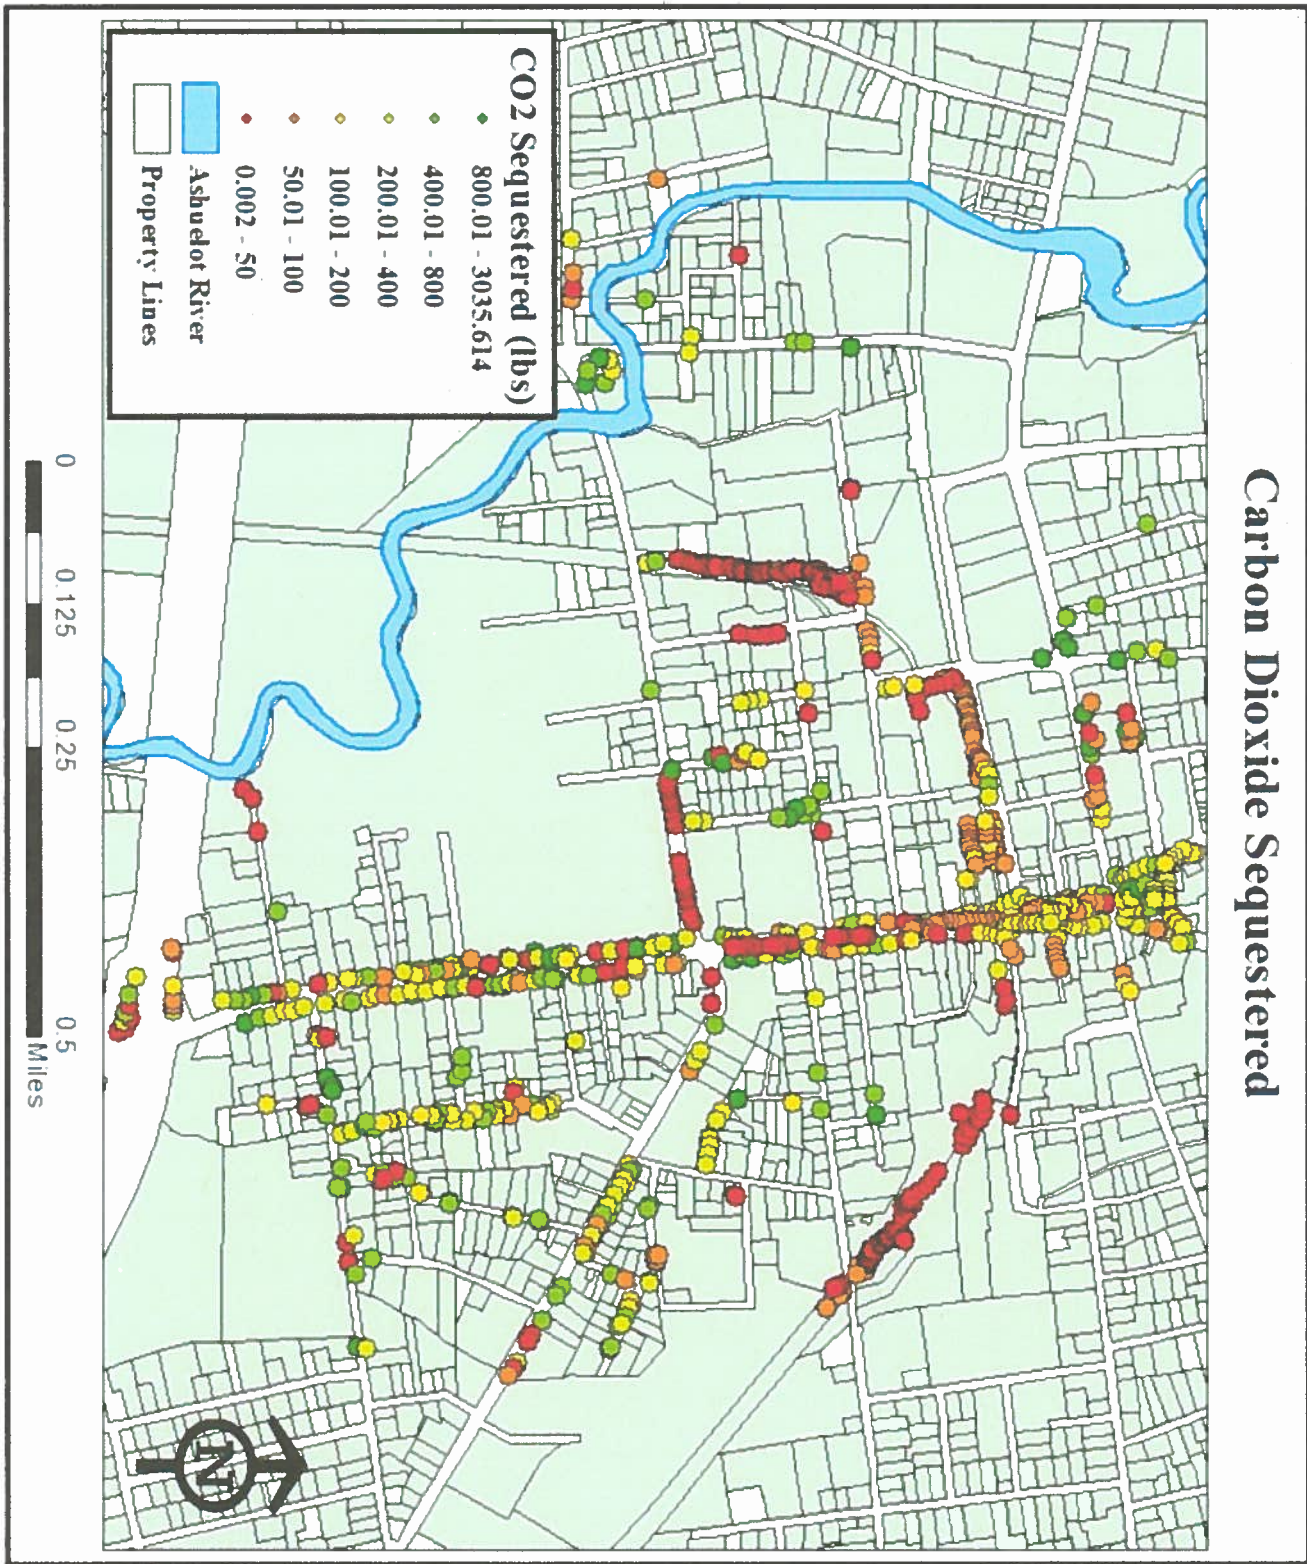 Carbon Dioxide Sequestered
CO2 Sequestered (lbs)
800.01 - 3035.614
400.01 - 800
200.01 - 400
100.01 - 200
50.01 - 100
0.002 - 50
Ashuelot River
Property Lines
0 0.125 0.25 0.5
Miles
N